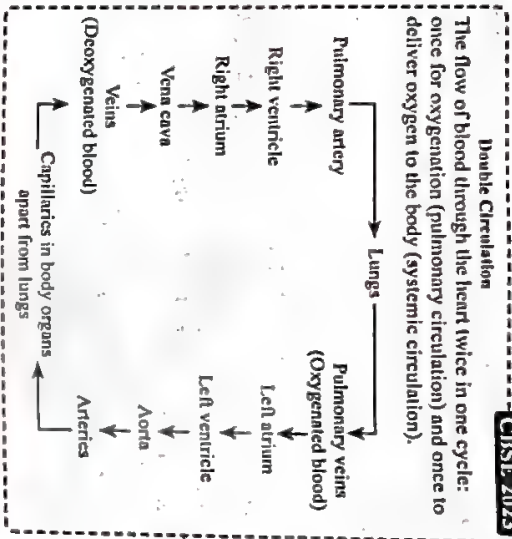 CBSE 2023
Double Circulation
The flow of blood through the heart twice in one cycle:
once for oxygenation (pulmonary circulation) and once to
deliver oxygen to the body (systemic circulation).
Lungs
Pulmonary artery
Pulmonary veins
(Oxygenated blood)
Right ventricle
Left atrium
Right atrium
Left ventricle
Vena cava
Aorta
Veins
(Deoxygenated blood)
Arteries
Capillaries in body organs
apart from lungs